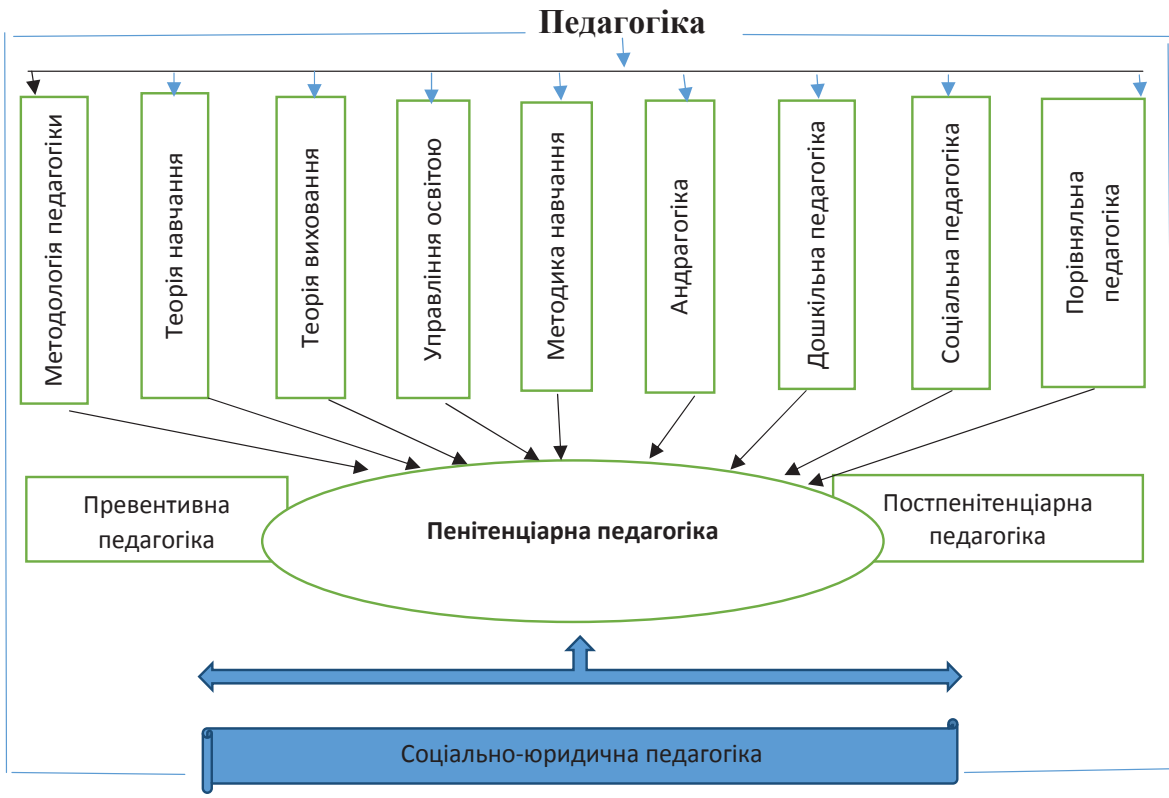 Педагогіка
Методологія педагогіки
Теорія навчання
Теорія виховання
Управління освітою
Методика навчання
Андрагогіка
Дошкільна педагогіка
Соціальна педагогіка
Порівняльна
педагогіка
Превентивна
педагогіка
Пенітенціарна педагогіка
Постпенітенціарна
педагогіка
Соціально-юридична педагогіка